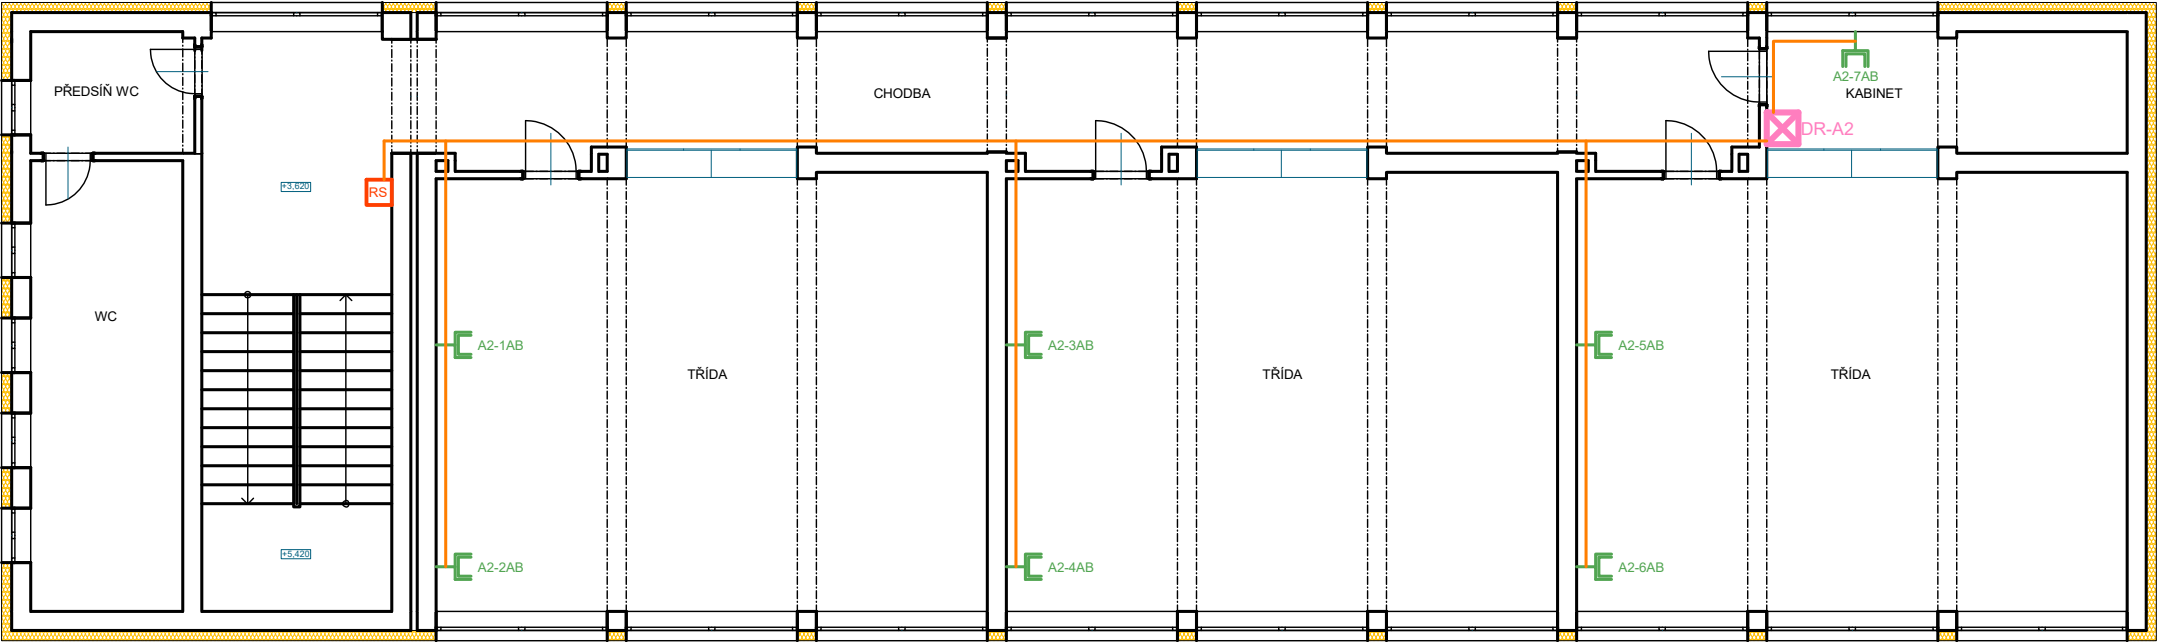 A2-7AB
PŘEDSÍŇ WC
CHODBA
KABINET
DR-A2
+3,620
RS
WC
A2-1AB
A2-3AB
A2-5AB
TŘÍDA
TŘÍDA
TŘÍDA
+5,420
A2-2AB
A2-4AB
A2-6AB